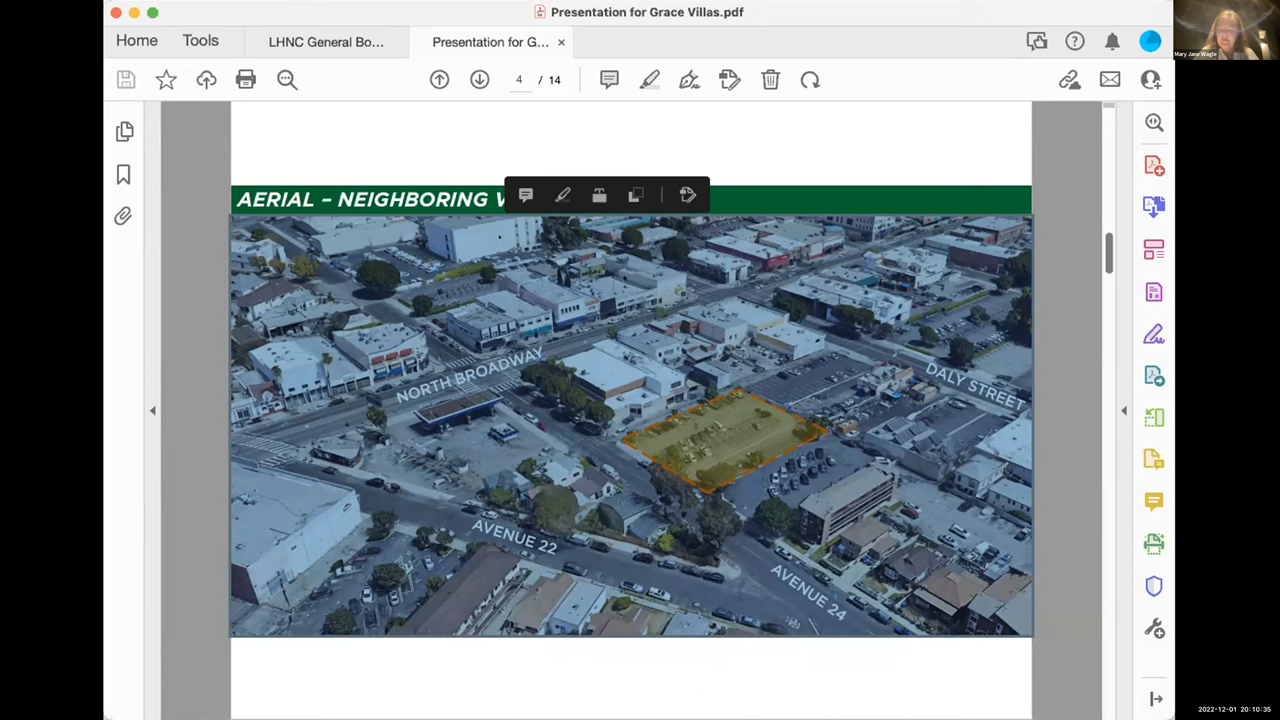 Presentation for Grace Villas.pdf
Home
Tools
LHNC General Bo...
Presentation for G...
Mary Jane Wagle
4 / 14
AERIAL – NEIGHBORING
NORTH BROADWAY
DALY STREET
AVENUE 22
AVENUE 24
2022-12-01 20:10:35